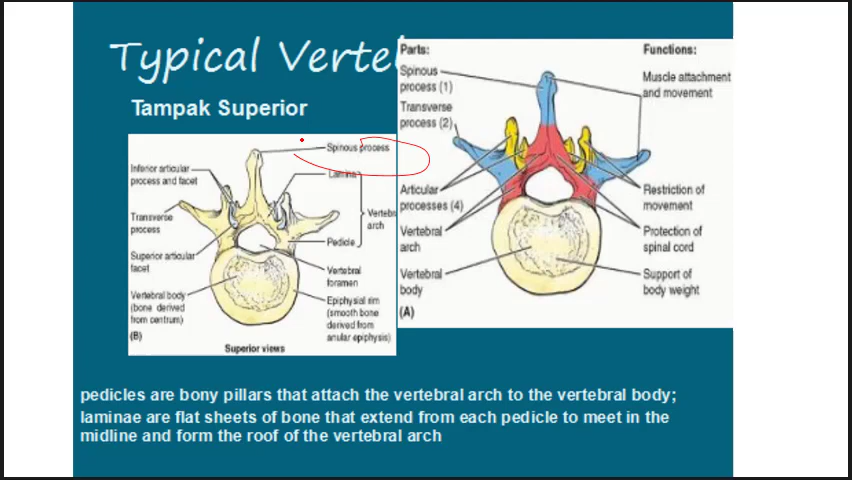 Typical Verte
Tampak Superior
Spinous process
Lamina
Inferior articular
process and facet
Vertebral
arch
Transverse
process
Pedicle
Superior articular
facet
Vertebral
foramen
Vertebral body
(bone derived
from centrum)
Epiphysial rim
(smooth bone
derived from
anular epiphysis)
(B)
Superior views
Parts:
Functions:
Spinous
process (1)
Muscle attachment
and movement
Transverse
process (2)
Articular
processes (4)
Restriction of
movement
Vertebral
arch
Protection of
spinal cord
Vertebral
body
Support of
body weight
(A)
pedicles are bony pillars that attach the vertebral arch to the vertebral body;
laminae are flat sheets of bone that extend from each pedicle to meet in the
midline and form the roof of the vertebral arch